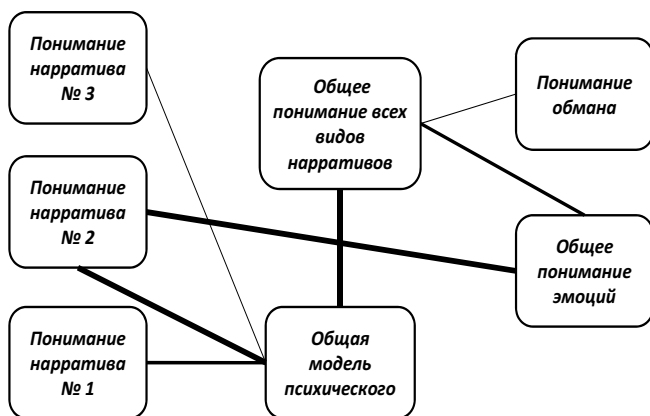 Понимание
нарратива
№ 3
Общее
понимание всех
видов
нарративов
Понимание
обмана
Понимание
нарратива
№ 2
Общее
понимание
эмоций
Понимание
нарратива
№ 1
Общая
модель
психического